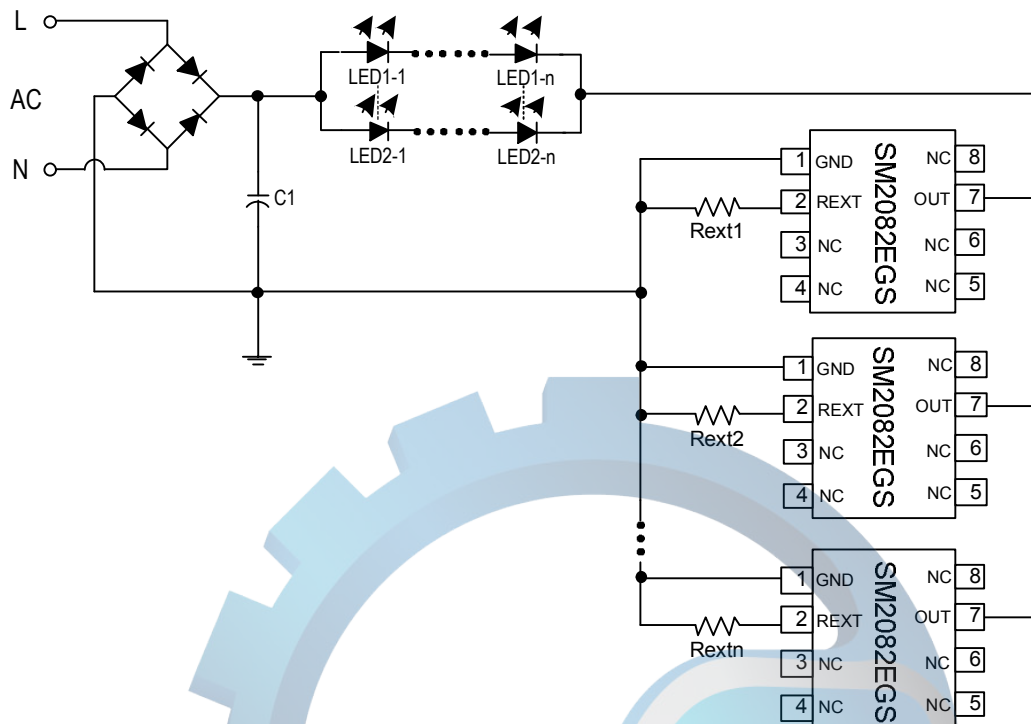 L
AC
N
LED1-1
LED1-n
LED2-1
LED2-n
C1
1 GND
2 REXT
3 NC
4 NC
SM2082EGS
NC 8
OUT 7
NC 6
NC 5
Rext1
1 GND
2 REXT
3 NC
4 NC
SM2082EGS
NC 8
OUT 7
NC 6
NC 5
Rext2
1 GND
2 REXT
3 NC
4 NC
SM2082EGS
NC 8
OUT 7
NC 6
NC 5
Rextn